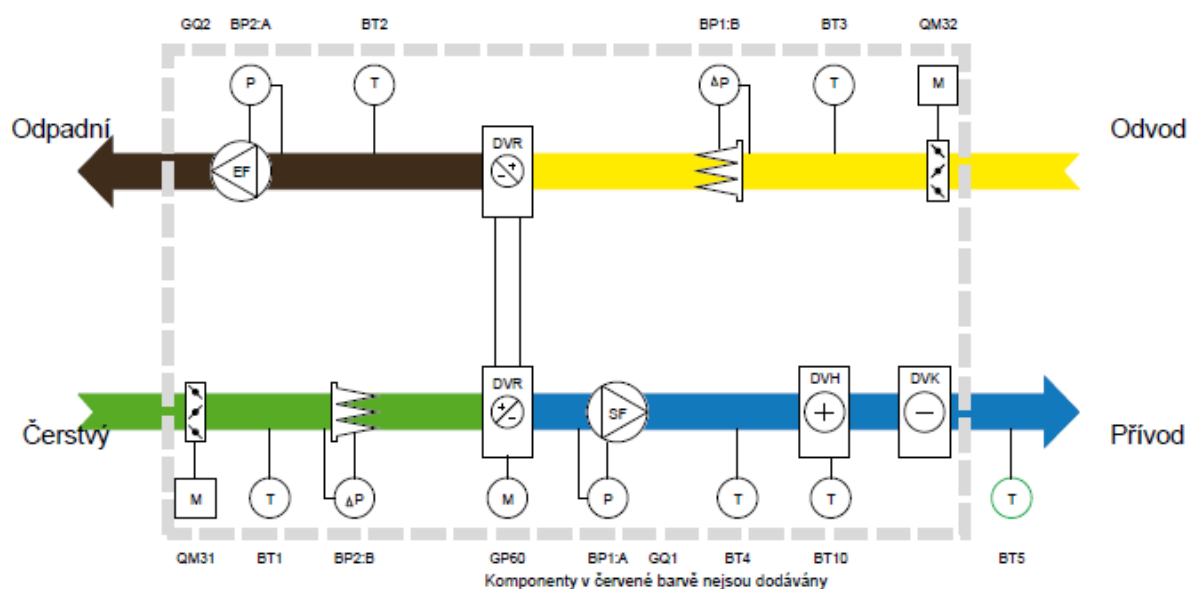 GQ2 BP2:A BT2 BP1:B BT3 QM32
P T ΔP T M
Odpadní Odvod
DVR
EF
DVR DVH DVK
SF
Čerstvý Přívod
M T ΔP M P T T T
QM31 BT1 BP2:B GP60 BP1:A GQ1 BT4 BT10 BT5
Komponenty v červené barvě nejsou dodávány